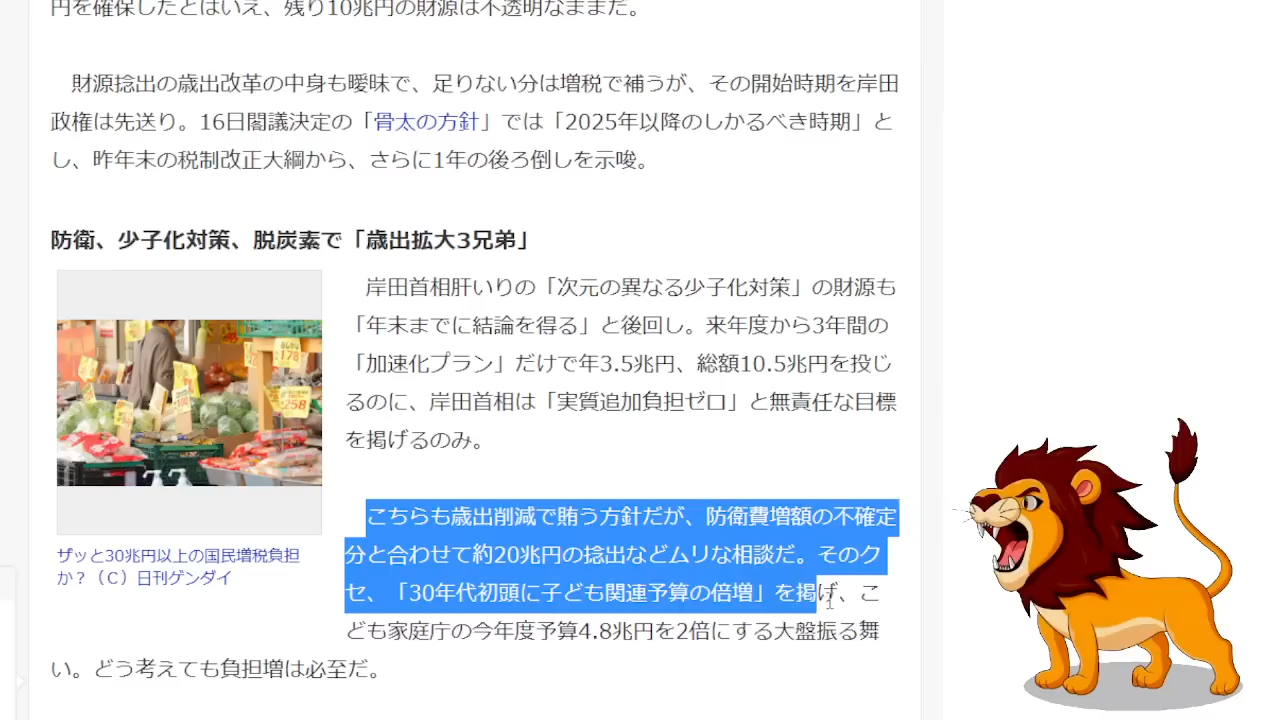 円を確保したとはいえ、残り10兆円の財源は不透明なままだ。
財源捻出の歳出改革の中身も曖昧で、足りない分は増税で補うが、その開始時期を岸田
政権は先送り。16日閣議決定の「骨太の方針」では「2025年以降のしかるべき時期」と
し、昨年末の税制改正大綱から、さらに1年の後ろ倒しを示唆。
防衛、少子化対策、脱炭素で「歳出拡大3兄弟」
岸田首相肝いりの「次元の異なる少子化対策」の財源も
「年末までに結論を得る」と後回し。来年度から3年間の
「加速化プラン」だけで年3.5兆円、総額10.5兆円を投じ
るのに、岸田首相は「実質追加負担ゼロ」と無責任な目標
を掲げるのみ。
178
258
ザッと30兆円以上の国民増税負担
か？（C）日刊ゲンダイ
こちらも歳出削減で賄う方針だが、防衛費増額の不確定
分と合わせて約20兆円の捻出などムリな相談だ。そのク
セ、「30年代初頭に子ども関連予算の倍増」を掲げ、こ
ども家庭庁の今年度予算4.8兆円を2倍にする大盤振る舞
い。どう考えても負担増は必至だ。